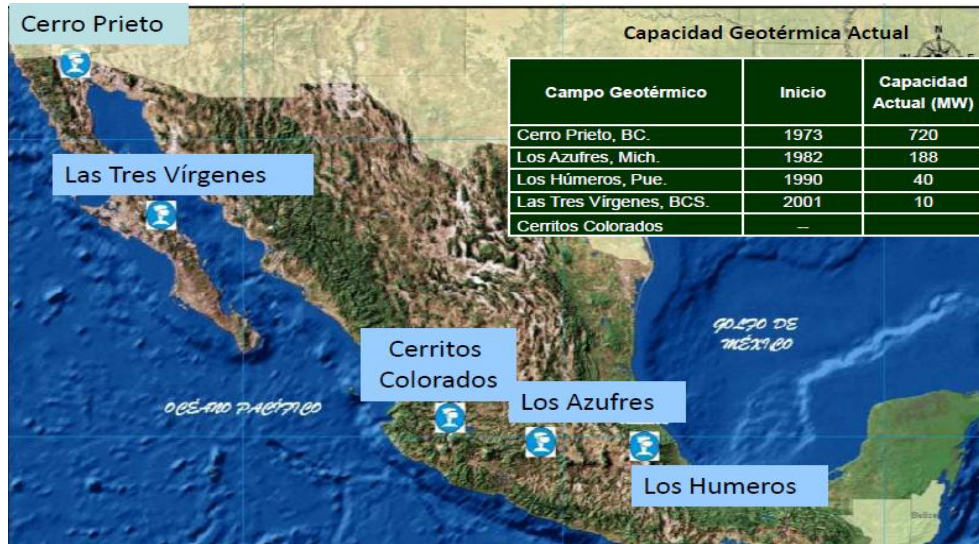 Cerro Prieto
Capacidad Geotérmica Actual
N
Campo Geotérmico Inicio Capacidad
Actual (MW)
Cerro Prieto, BC. 1973 720
Los Azufres, Mich. 1982 188
Los Húmeros, Pue. 1990 40
Las Tres Vírgenes, BCS. 2001 10
Cerritos Colorados --
Las Tres Vírgenes
GOLFO DE
MÉXICO
Cerritos
Colorados
OCÉANO PACÍFICO
Los Azufres
Los Humeros
Belize